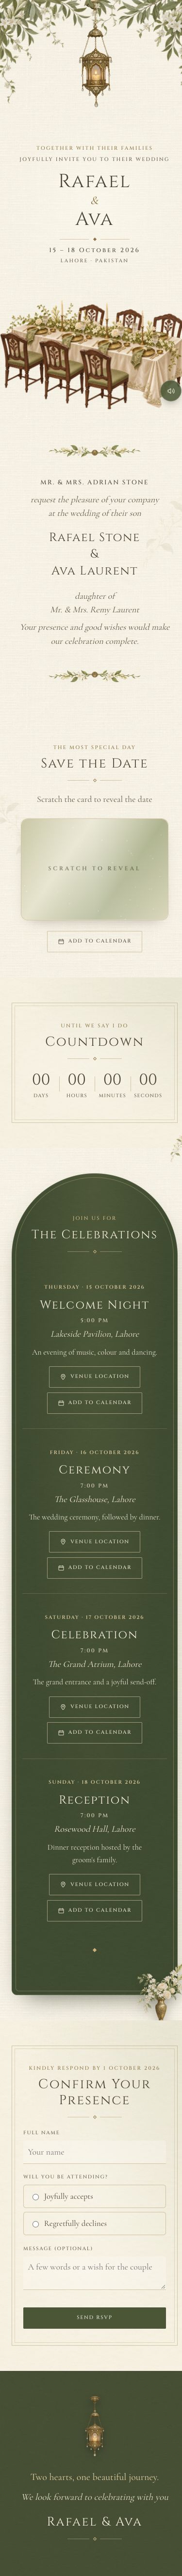 TOGETHER WITH THEIR FAMILIES
JOYFULLY INVITE YOU TO THEIR WEDDING
Rafael
&
Ava
15 – 18 October 2026
LAHORE · PAKISTAN
MR. & MRS. ADRIAN STONE
request the pleasure of your company
at the wedding of their son
Rafael Stone
&
Ava Laurent
daughter of
Mr. & Mrs. Remy Laurent
Your presence and good wishes would make
our celebration complete.
THE MOST SPECIAL DAY
Save the Date
Scratch the card to reveal the date
SCRATCH TO REVEAL
ADD TO CALENDAR
UNTIL WE SAY I DO
Countdown
00 00 00 00
DAYS HOURS MINUTES SECONDS
JOIN US FOR
The Celebrations
THURSDAY · 15 OCTOBER 2026
Welcome Night
5:00 PM
Lakeside Pavilion, Lahore
An evening of music, colour and dancing.
VENUE LOCATION
ADD TO CALENDAR
FRIDAY · 16 OCTOBER 2026
Ceremony
7:00 PM
The Glasshouse, Lahore
The wedding ceremony, followed by dinner.
VENUE LOCATION
ADD TO CALENDAR
SATURDAY · 17 OCTOBER 2026
Celebration
7:00 PM
The Grand Atrium, Lahore
The grand entrance and a joyful send-off.
VENUE LOCATION
ADD TO CALENDAR
SUNDAY · 18 OCTOBER 2026
Reception
7:00 PM
Rosewood Hall, Lahore
Dinner reception hosted by the
groom's family.
VENUE LOCATION
ADD TO CALENDAR
KINDLY RESPOND BY 1 OCTOBER 2026
Confirm Your
Presence
FULL NAME
Your name
WILL YOU BE ATTENDING?
Joyfully accepts
Regretfully declines
MESSAGE (OPTIONAL)
A few words or a wish for the couple
SEND RSVP
Two hearts, one beautiful journey.
We look forward to celebrating with you
Rafael & Ava